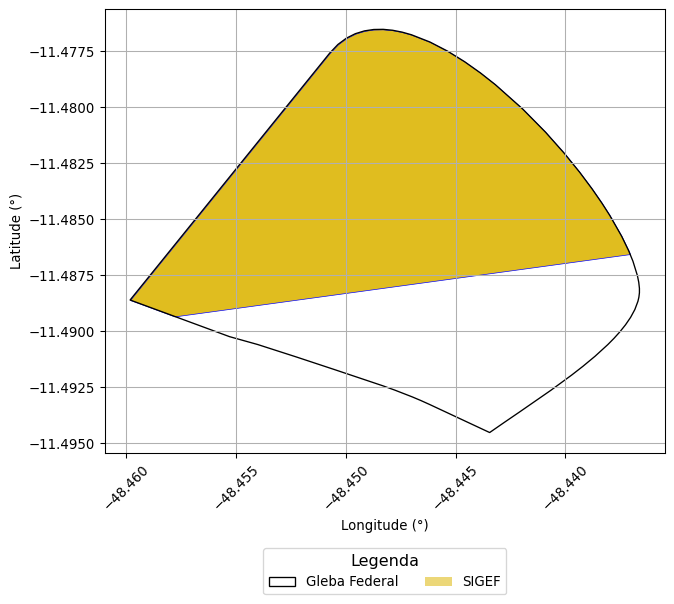 −11.4775
−11.4800
−11.4825
−11.4850
−11.4875
−11.4900
−11.4925
−11.4950
Latitude (°)
−48.460
−48.455
−48.450
−48.445
−48.440
Longitude (°)
Legenda
Gleba Federal
SIGEF